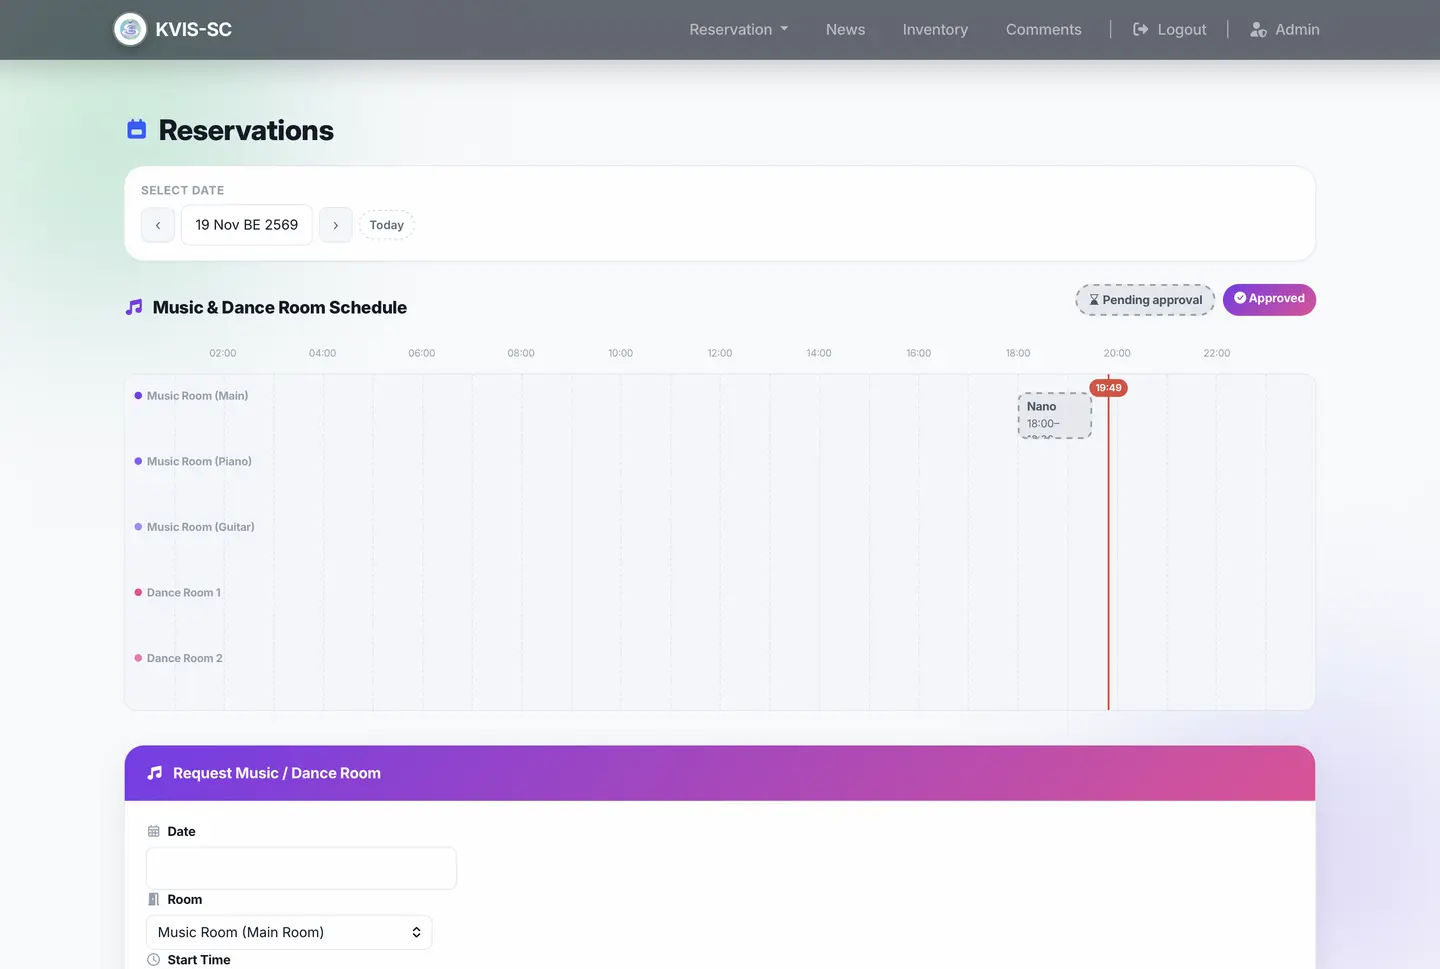 KVIS-SC
Reservation News Inventory Comments Logout Admin
Reservations
SELECT DATE
‹ 19 Nov BE 2569 › Today
Music & Dance Room Schedule
Pending approval Approved
02:00 04:00 06:00 08:00 10:00 12:00 14:00 16:00 18:00 20:00 22:00
19:49
Music Room (Main)
Nano
18:00–
Music Room (Piano)
Music Room (Guitar)
Dance Room 1
Dance Room 2
Request Music / Dance Room
Date
Room
Music Room (Main Room)
Start Time